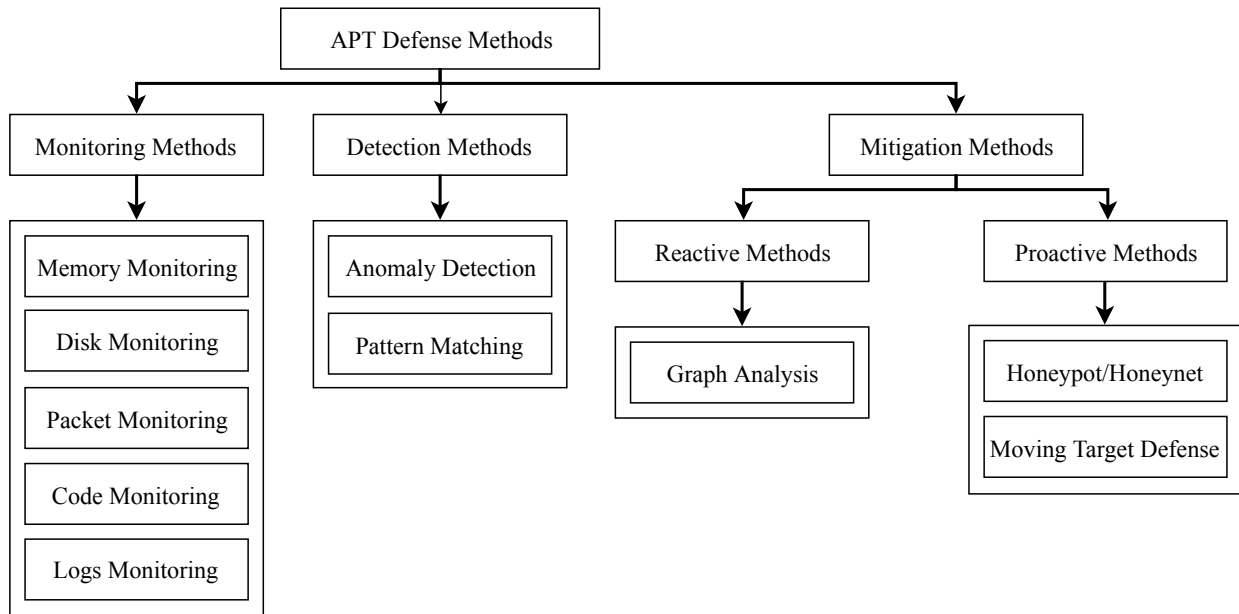 APT Defense Methods
Monitoring Methods
Detection Methods
Mitigation Methods
Reactive Methods
Proactive Methods
Memory Monitoring
Disk Monitoring
Packet Monitoring
Code Monitoring
Logs Monitoring
Anomaly Detection
Pattern Matching
Graph Analysis
Honeypot/Honeynet
Moving Target Defense